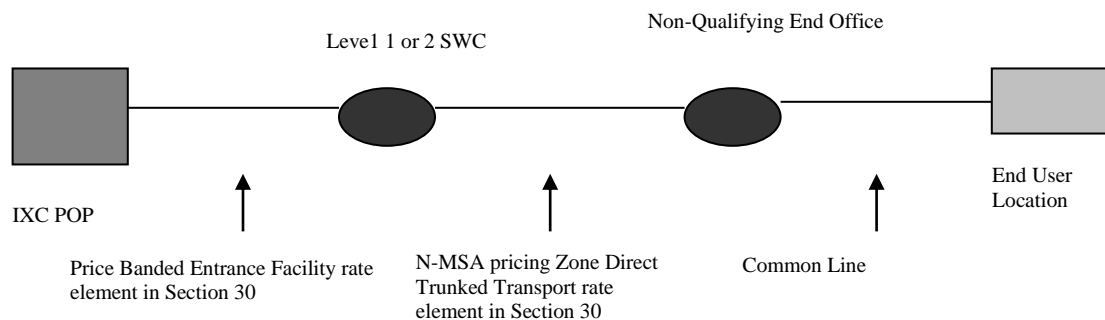 Non-Qualifying End Office
Leve1 1 or 2 SWC
End User
Location
IXC POP
Price Banded Entrance Facility rate
element in Section 30
N-MSA pricing Zone Direct
Trunked Transport rate
element in Section 30
Common Line